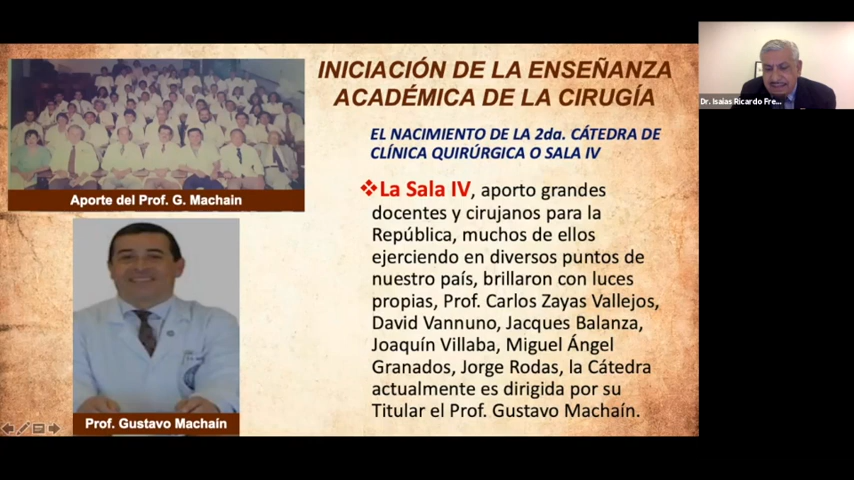 INICIACIÓN DE LA ENSEÑANZA
ACADÉMICA DE LA CIRUGÍA
EL NACIMIENTO DE LA 2da. CÁTEDRA DE
CLÍNICA QUIRÚRGICA O SALA IV
❖La Sala IV, aporto grandes
docentes y cirujanos para la
República, muchos de ellos
ejerciendo en diversos puntos de
nuestro país, brillaron con luces
propias, Prof. Carlos Zayas Vallejos,
David Vannuno, Jacques Balanza,
Joaquín Villaba, Miguel Ángel
Granados, Jorge Rodas, la Cátedra
actualmente es dirigida por su
Titular el Prof. Gustavo Machaín.
Aporte del Prof. G. Machain
Prof. Gustavo Machaín
Dr. Isaias Ricardo Fre...